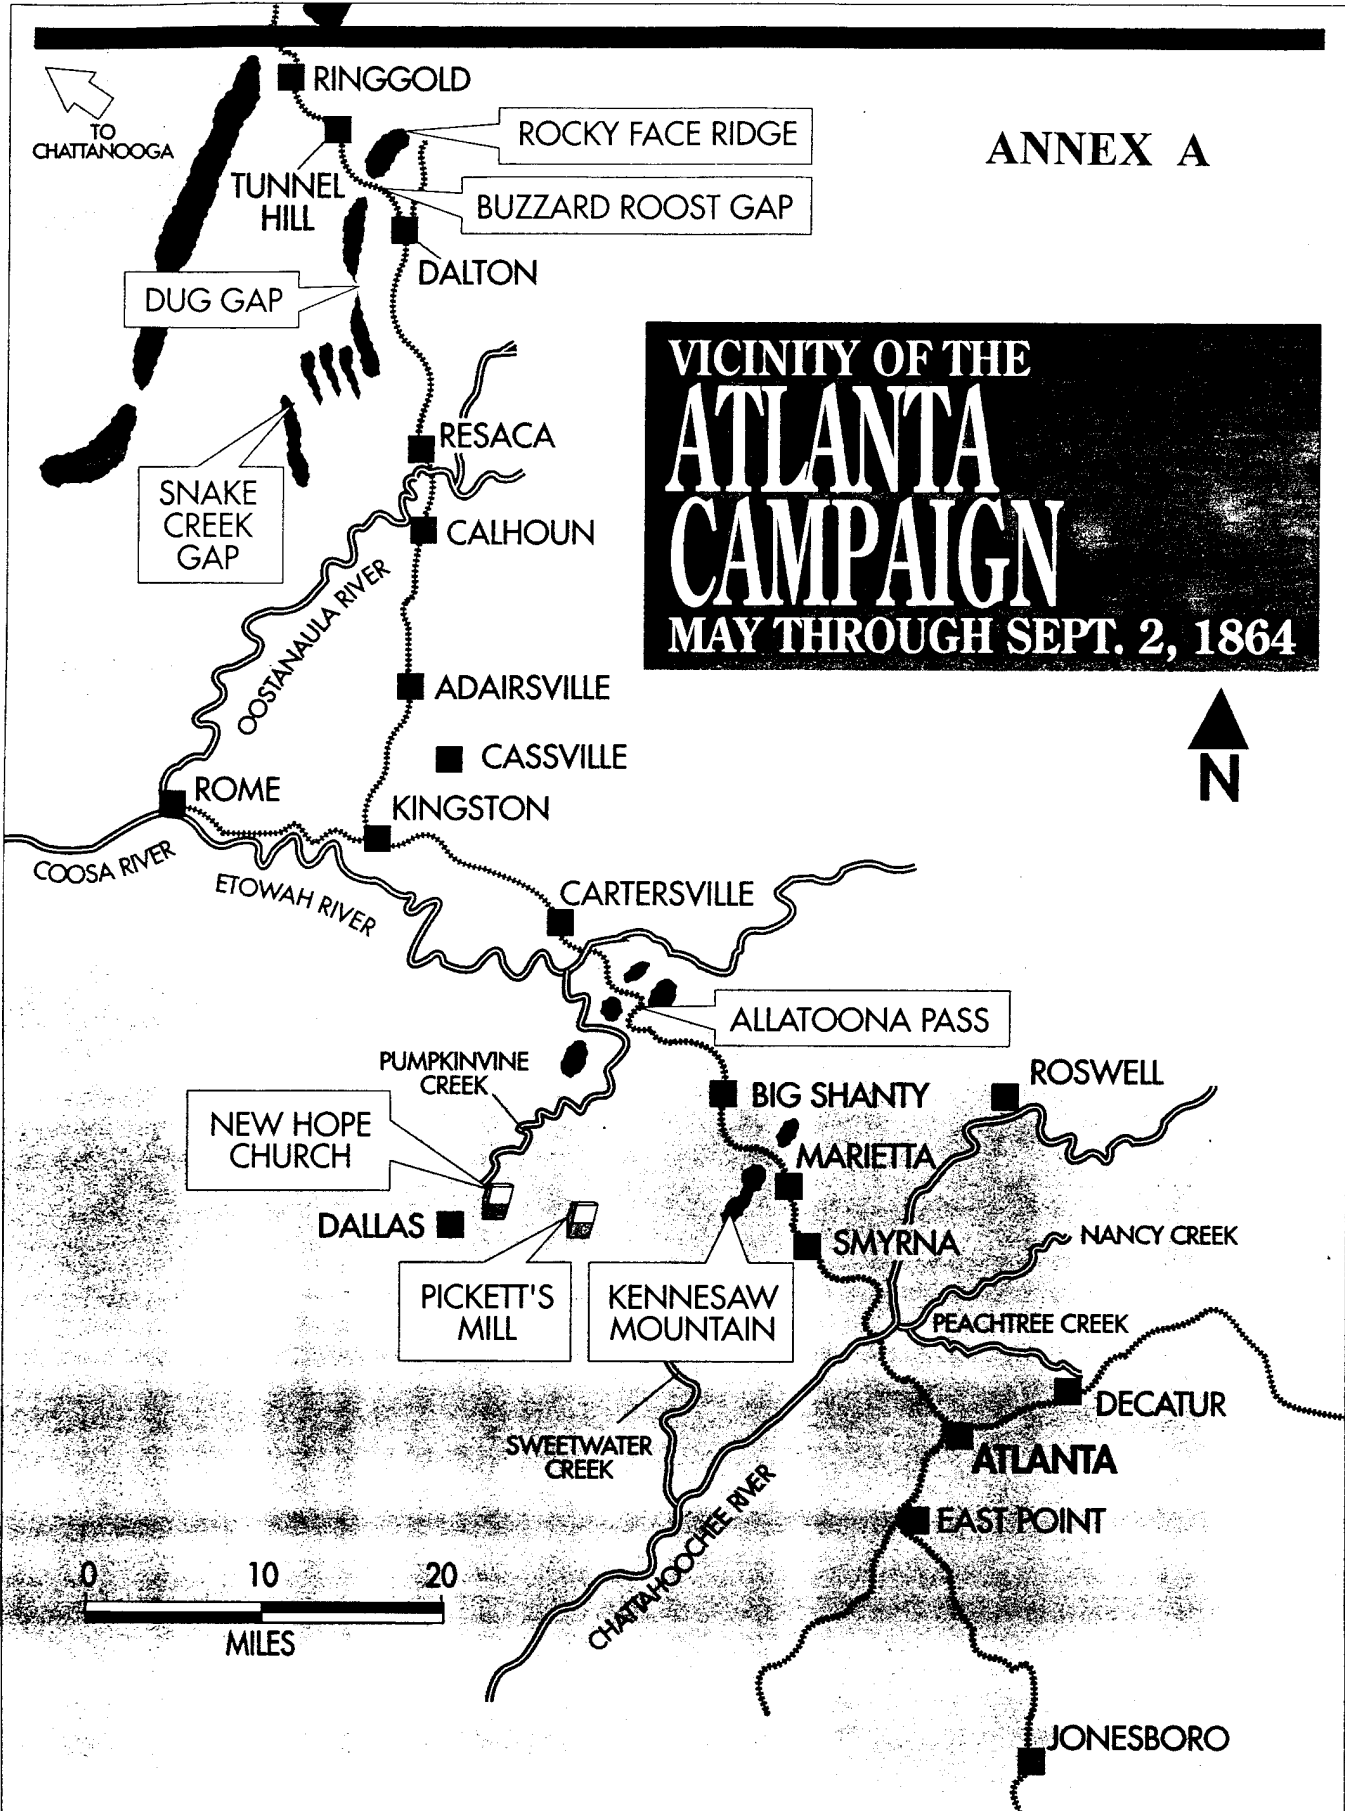 RINGGOLD
TO
CHATTANOOGA
ROCKY FACE RIDGE
ANNEX A
TUNNEL
HILL
BUZZARD ROOST GAP
DALTON
DUG GAP
VICINITY OF THE
ATLANTA
CAMPAIGN
MAY THROUGH SEPT. 2, 1864
RESACA
SNAKE
CREEK
GAP
CALHOUN
OOSTANAULA RIVER
ADAIRSVILLE
CASSVILLE
N
ROME
KINGSTON
COOSA RIVER
ETOWAH RIVER
CARTERSVILLE
ALLATOONA PASS
PUMPKINVINE
CREEK
ROSWELL
BIG SHANTY
NEW HOPE
CHURCH
MARIETTA
DALLAS
SMYRNA
NANCY CREEK
PICKETT'S
MILL
KENNESAW
MOUNTAIN
PEACHTREE CREEK
DECATUR
SWEETWATER
CREEK
ATLANTA
CHATTAHOOCHEE RIVER
EAST POINT
0 10 20
MILES
JONESBORO